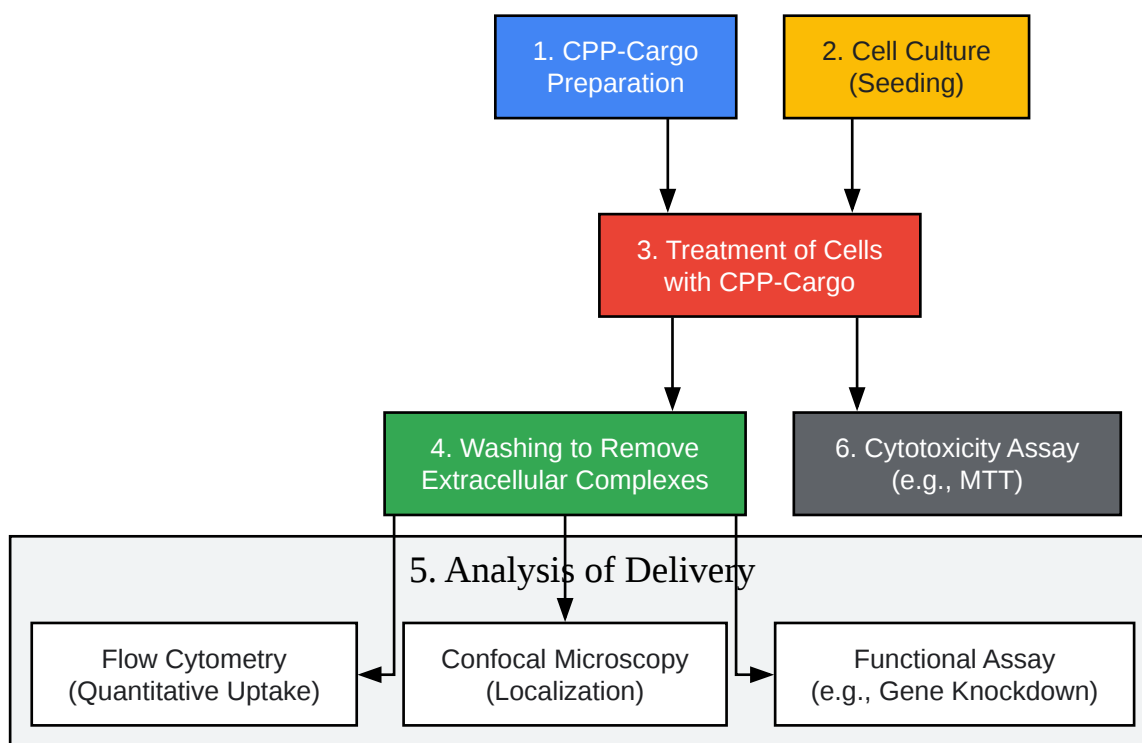 1. CPP-Cargo
Preparation
2. Cell Culture
(Seeding)
3. Treatment of Cells
with CPP-Cargo
4. Washing to Remove
Extracellular Complexes
6. Cytotoxicity Assay
(e.g., MTT)
5. Analysis of Delivery
Flow Cytometry
(Quantitative Uptake)
Confocal Microscopy
(Localization)
Functional Assay
(e.g., Gene Knockdown)